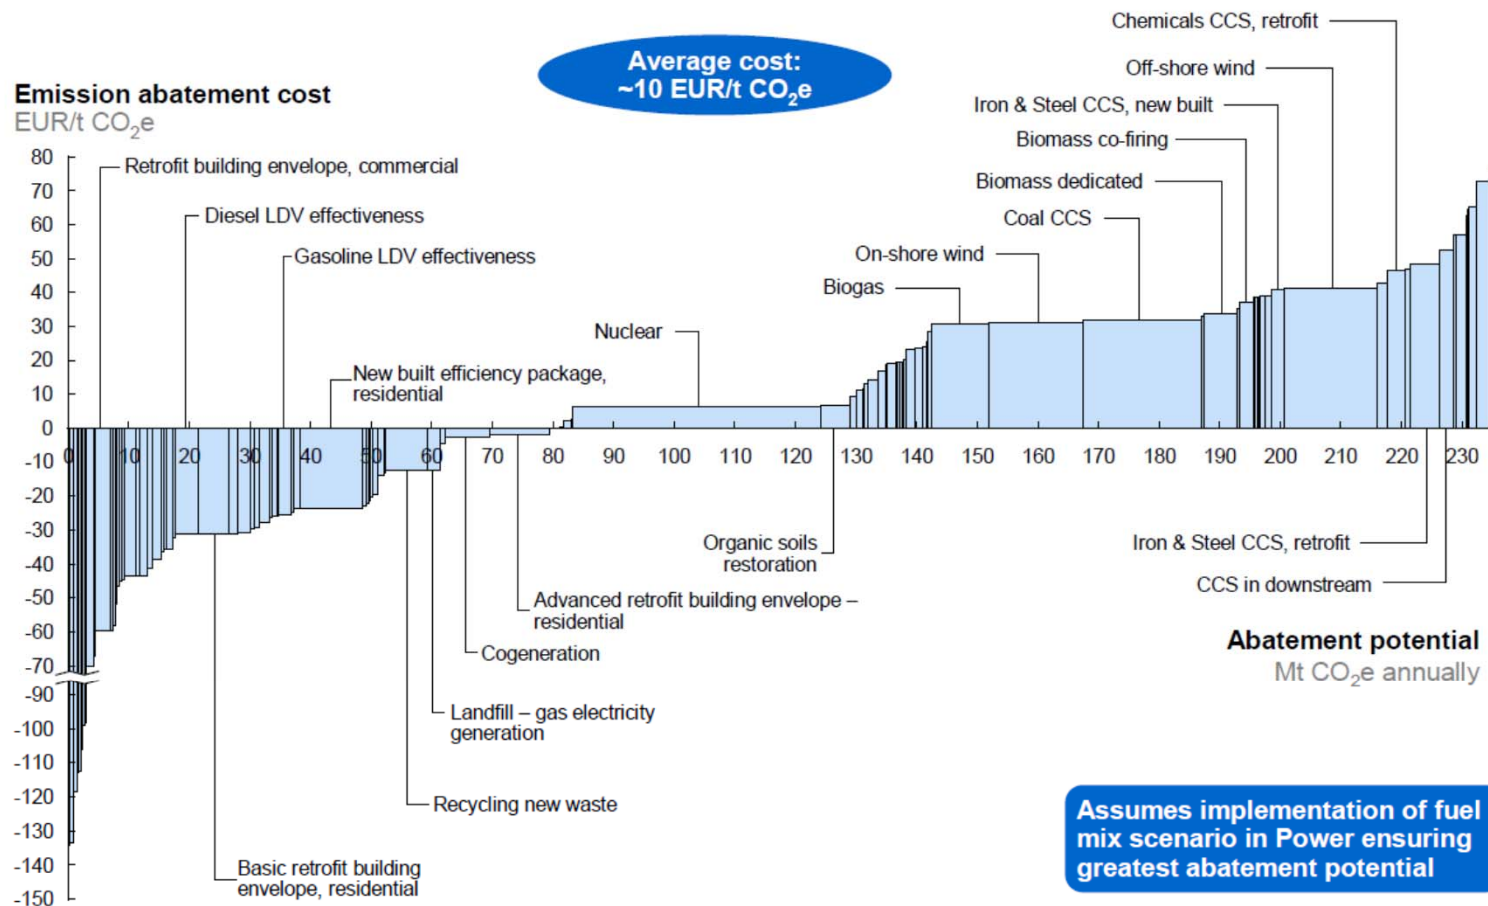 Chemicals CCS, retrofit
Average cost:
~10 EUR/t CO₂e
Off-shore wind
Emission abatement cost
EUR/t CO₂e
Iron & Steel CCS, new built
Biomass co-firing
80
Retrofit building envelope, commercial
70
Biomass dedicated
Diesel LDV effectiveness
Coal CCS
60
Gasoline LDV effectiveness
On-shore wind
50
Biogas
40
Nuclear
30
20
New built efficiency package,
residential
10
0
-10
0 10 20 30 40 50 60 70 80 90 100 110 120 130 140 150 160 170 180 190 200 210 220 230
-20
-30
Organic soils
restoration
Iron & Steel CCS, retrofit
-40
CCS in downstream
-50
Advanced retrofit building envelope –
residential
-60
Cogeneration
Abatement potential
Mt CO₂e annually
-70
-90
Landfill – gas electricity
generation
-100
-110
-120
Recycling new waste
-130
-140
Basic retrofit building
envelope, residential
-150
Assumes implementation of fuel
mix scenario in Power ensuring
greatest abatement potential